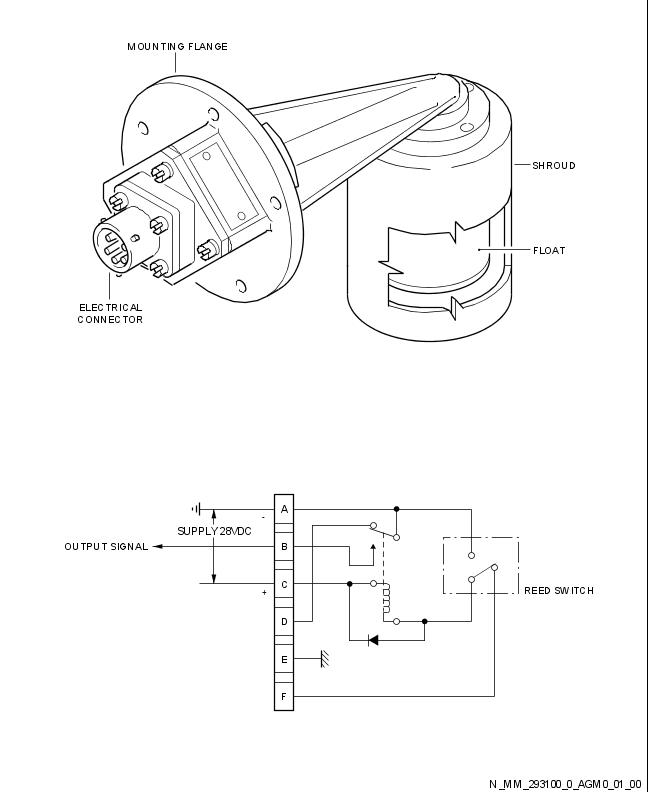 MOUNTING FLANGE
SHROUD
FLOAT
ELECTRICAL
CONNECTOR
A
-
SUPPLY 28VDC
OUTPUT SIGNAL
B
C
+
REED SWITCH
D
E
F
N_MM_293100_0_AGM0_01_00